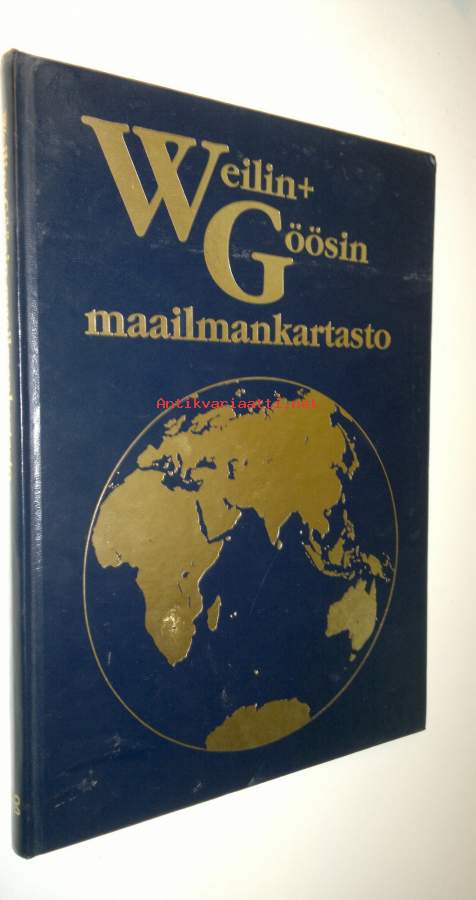 Weilin+
Göösin
maailmankartasto
Antikvariaatti.net